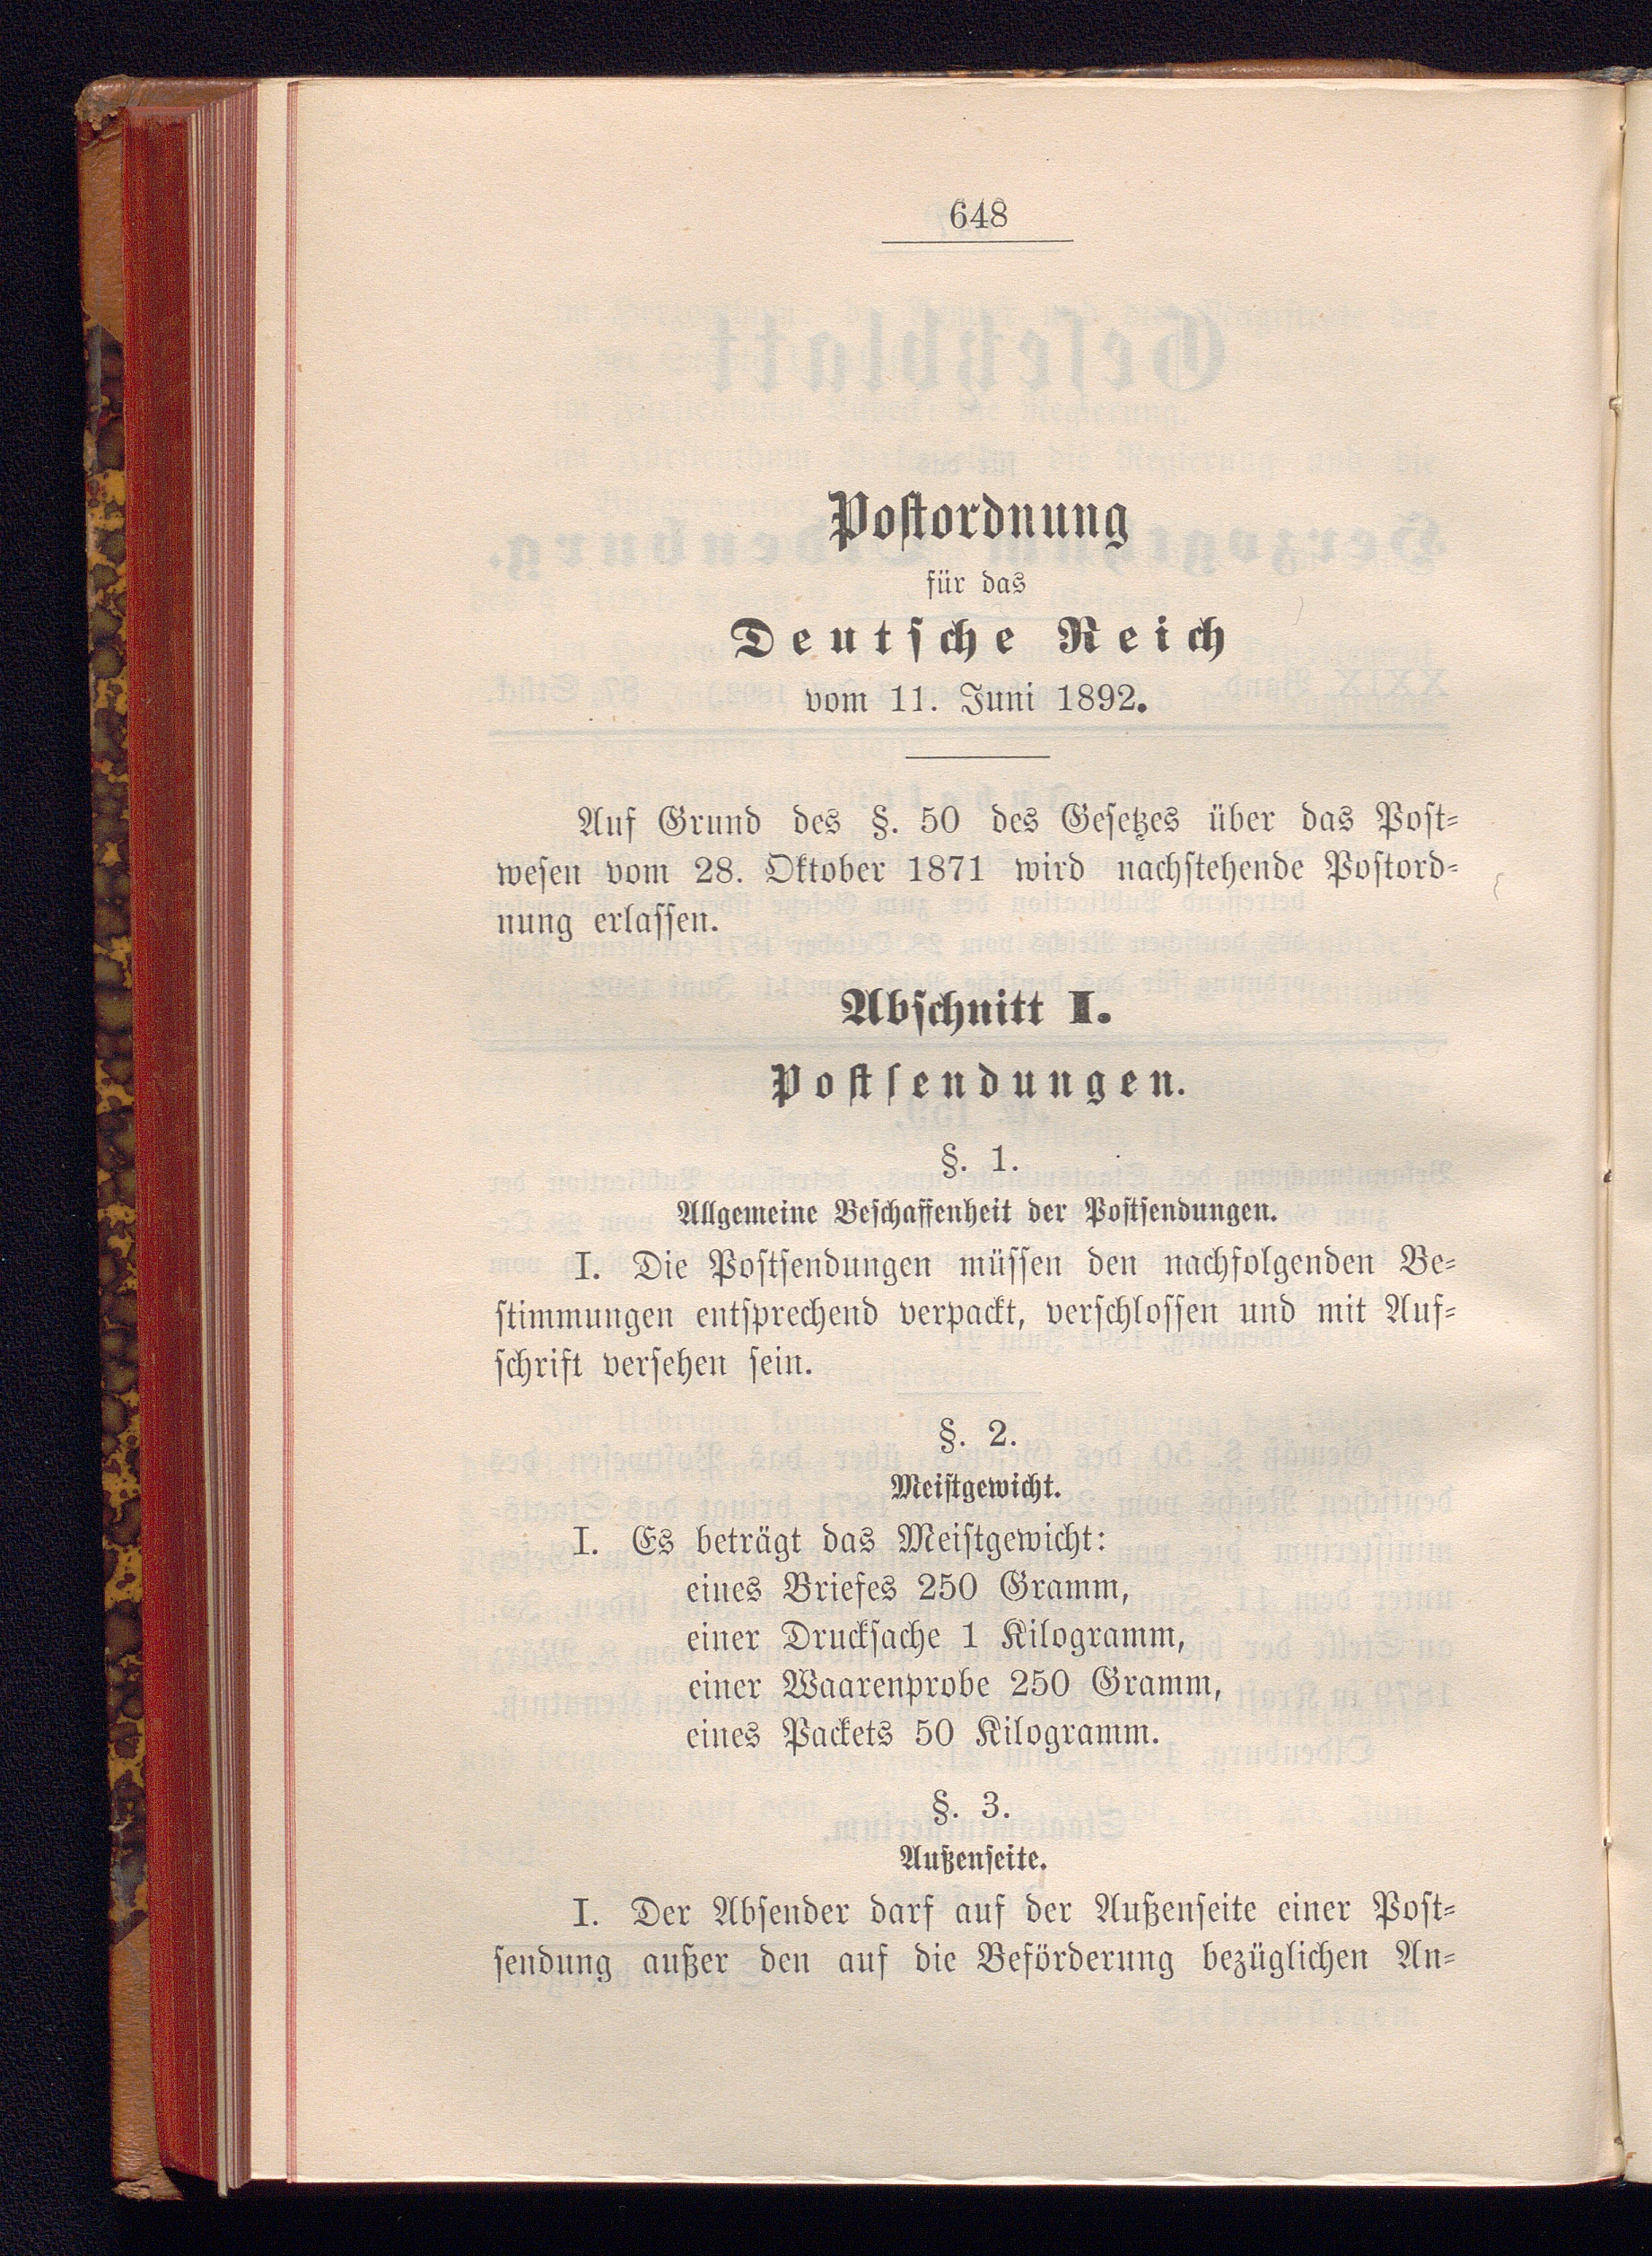 648
Postordnung
für das
Deutsche Reich
vom 11. Juni 1892.
Auf Grund des §. 50 des Gesetzes über das Post-
wesen vom 28. Oktober 1871 wird nachstehende Postord-
nung erlassen.
Abschnitt I.
Postsendungen.
§. 1.
Allgemeine Beschaffenheit der Postsendungen.
I. Die Postsendungen müssen den nachfolgenden Be-
stimmungen entsprechend verpackt, verschlossen und mit Auf-
schrift versehen sein.
§. 2.
Meistgewicht.
I. Es beträgt das Meistgewicht:
eines Briefes 250 Gramm,
einer Drucksache 1 Kilogramm,
einer Waarenprobe 250 Gramm,
eines Packets 50 Kilogramm.
§. 3.
Außenseite.
I. Der Absender darf auf der Außenseite einer Post-
sendung außer den auf die Beförderung bezüglichen An-